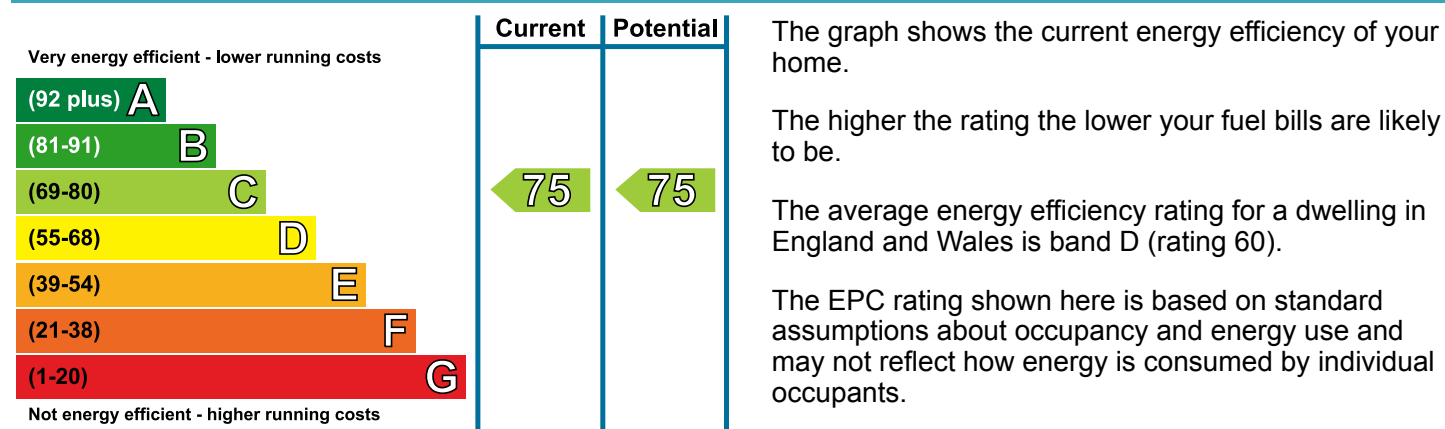 Current Potential
Very energy efficient - lower running costs
(92 plus) A
(81-91) B
(69-80) C
(55-68) D
(39-54) E
(21-38) F
(1-20) G
Not energy efficient - higher running costs
75 75
The graph shows the current energy efficiency of your
home.
The higher the rating the lower your fuel bills are likely
to be.
The average energy efficiency rating for a dwelling in
England and Wales is band D (rating 60).
The EPC rating shown here is based on standard
assumptions about occupancy and energy use and
may not reflect how energy is consumed by individual
occupants.